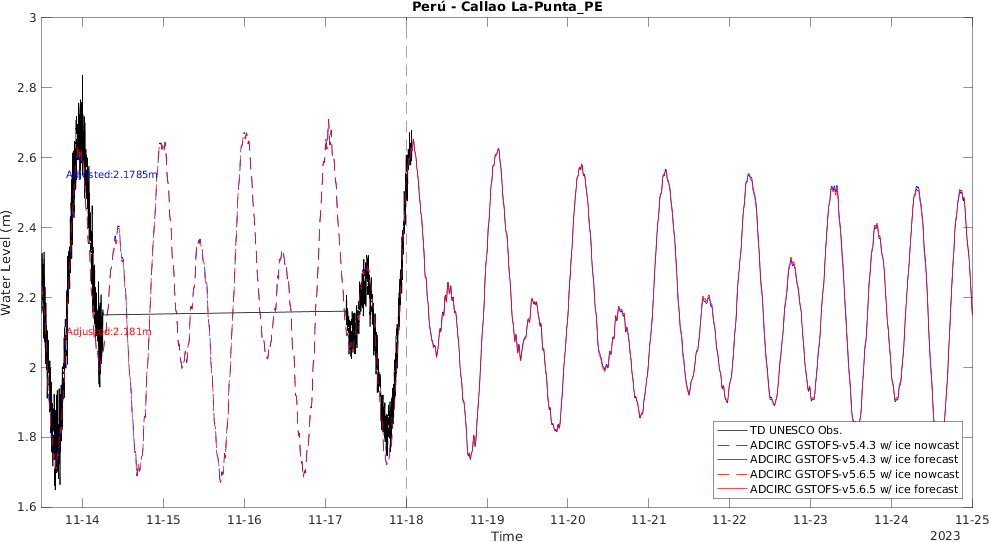 Perú - Callao La-Punta_PE
Water Level (m)
3
2.8
2.6
2.4
2.2
2
1.8
1.6
Adjusted:2.1785m
Adjusted:2.181m
TD UNESCO Obs.
ADCIRC GSTOFS-v5.4.3 w/ ice nowcast
ADCIRC GSTOFS-v5.4.3 w/ ice forecast
ADCIRC GSTOFS-v5.6.5 w/ ice nowcast
ADCIRC GSTOFS-v5.6.5 w/ ice forecast
11-14 11-15 11-16 11-17 11-18 11-19 11-20 11-21 11-22 11-23 11-24 11-25
Time
2023